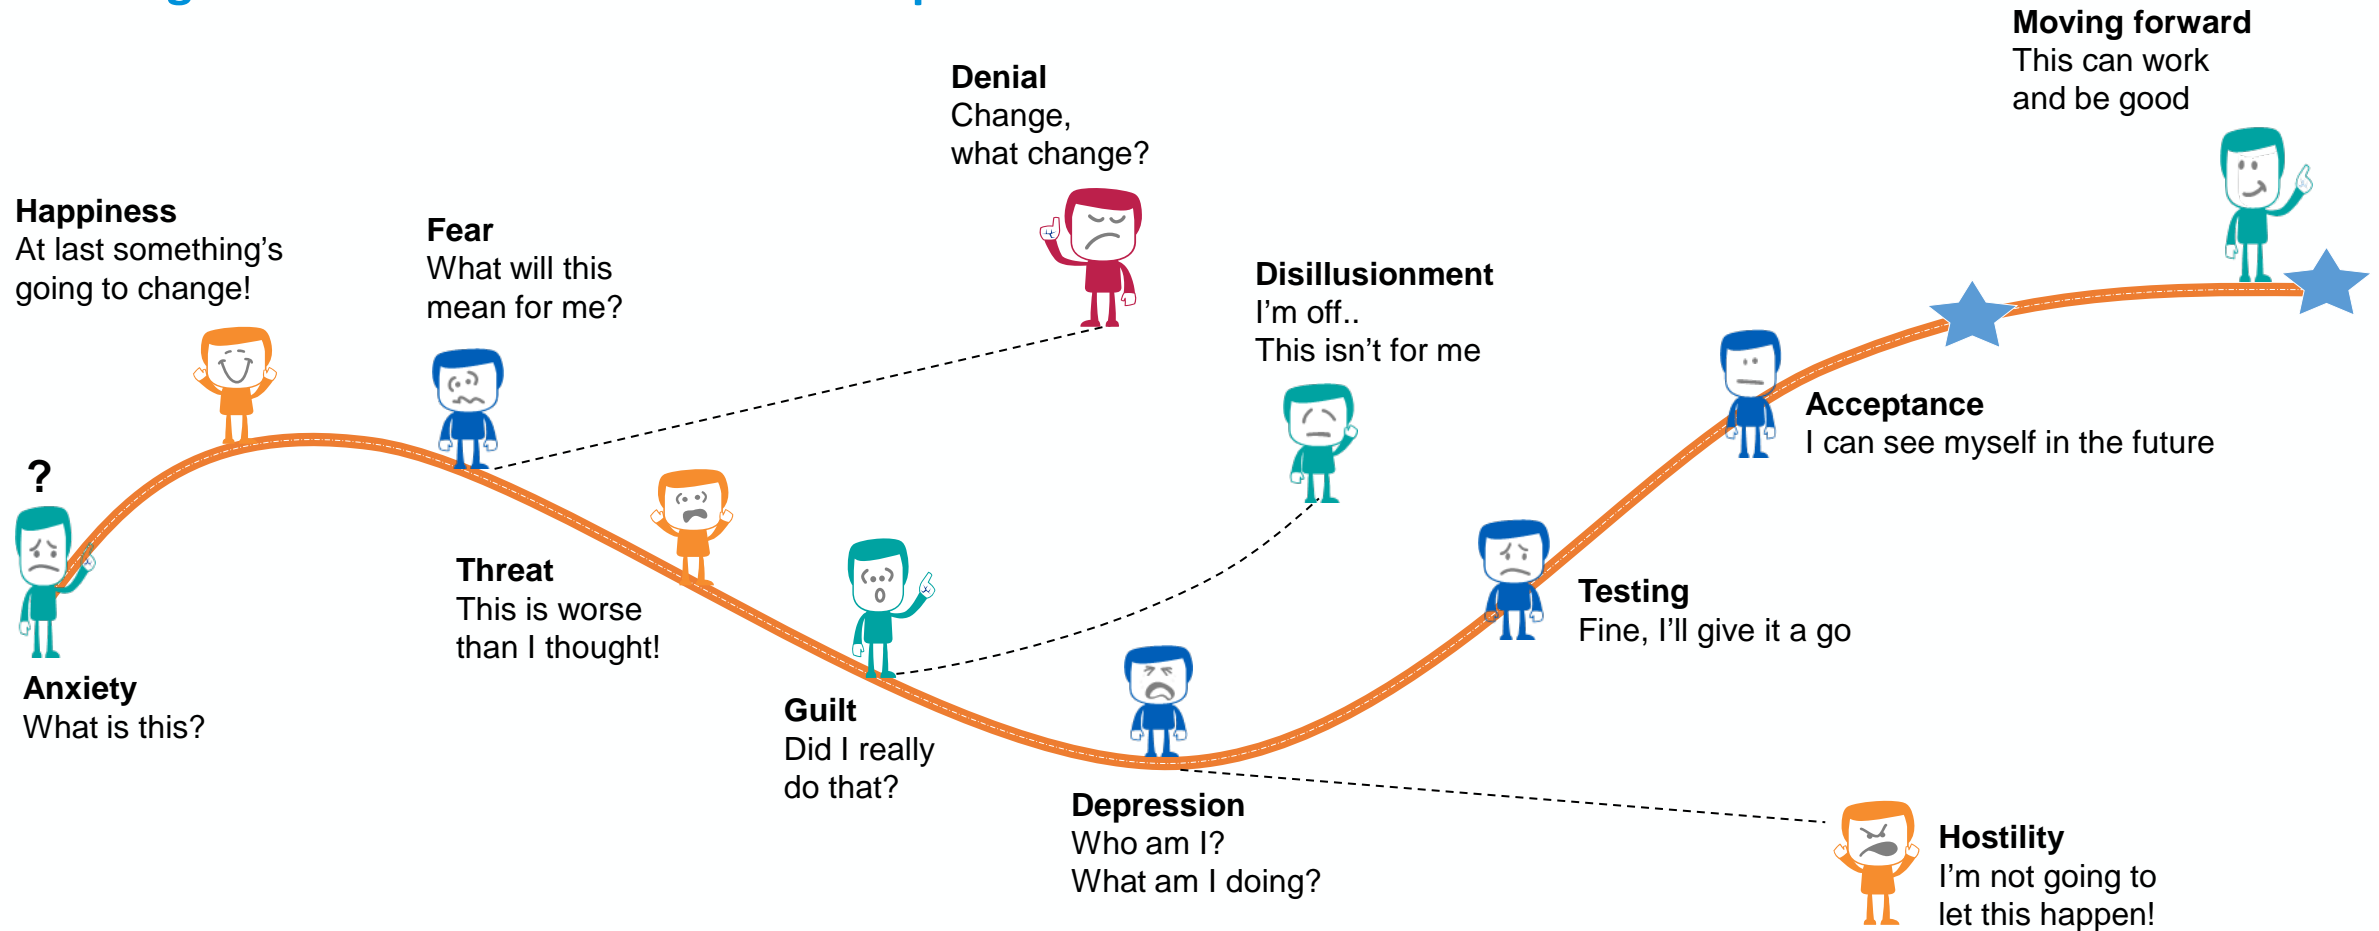 Moving forward
This can work
and be good
Denial
Change,
what change?
Happiness
At last something's
going to change!
Fear
What will this
mean for me?
Disillusionment
I'm off..
This isn't for me
Acceptance
I can see myself in the future
?
Threat
This is worse
than I thought!
Testing
Fine, I'll give it a go
Anxiety
What is this?
Guilt
Did I really
do that?
Depression
Who am I?
What am I doing?
Hostility
I'm not going to
let this happen!